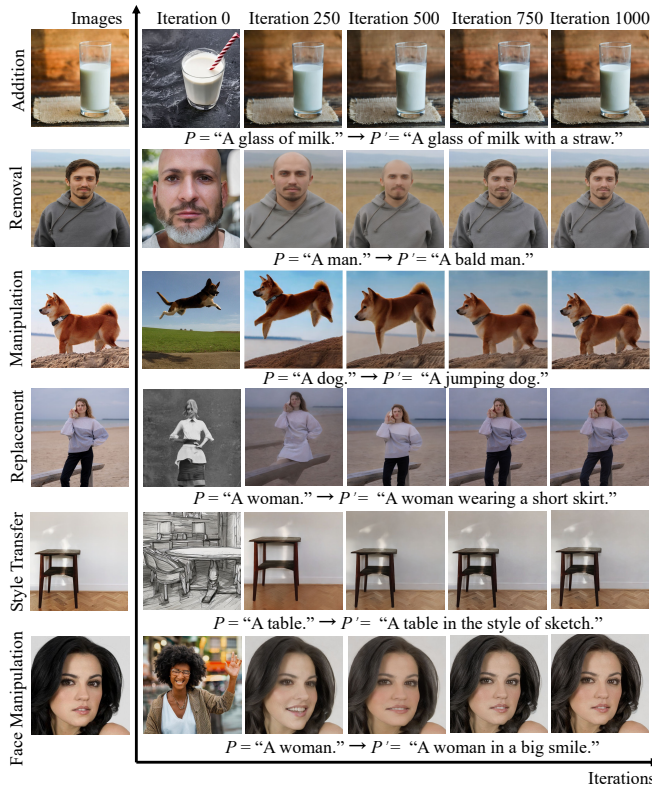 Images Iteration 0 Iteration 250 Iteration 500 Iteration 750 Iteration 1000
Addition
P = “A glass of milk.” → P ′= “A glass of milk with a straw.”
Removal
P = “A man.” → P ′= “A bald man.”
Manipulation
P = “A dog.” → P ′= “A jumping dog.”
Replacement
P = “A woman.” → P ′= “A woman wearing a short skirt.”
Style Transfer
P = “A table.” → P ′= “A table in the style of sketch.”
Face Manipulation
P = “A woman.” → P ′= “A woman in a big smile.”
Iterations